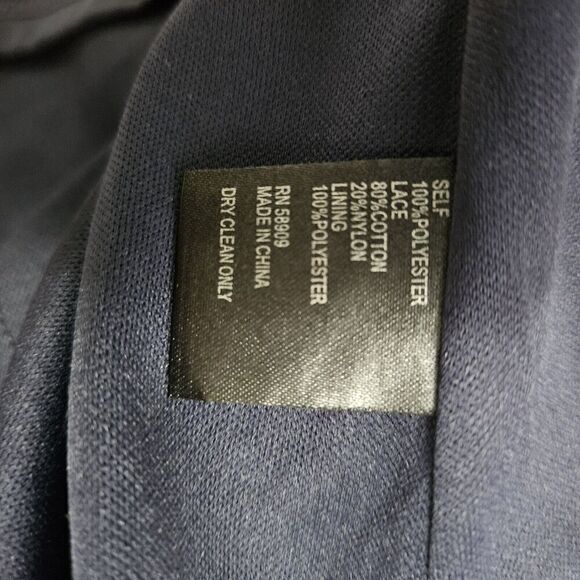 SELF
100%POLYESTER
LACE
80%COTTON
20%NYLON
LINING
100%POLYESTER
RN 58909
MADE IN CHINA
DRY CLEAN ONLY